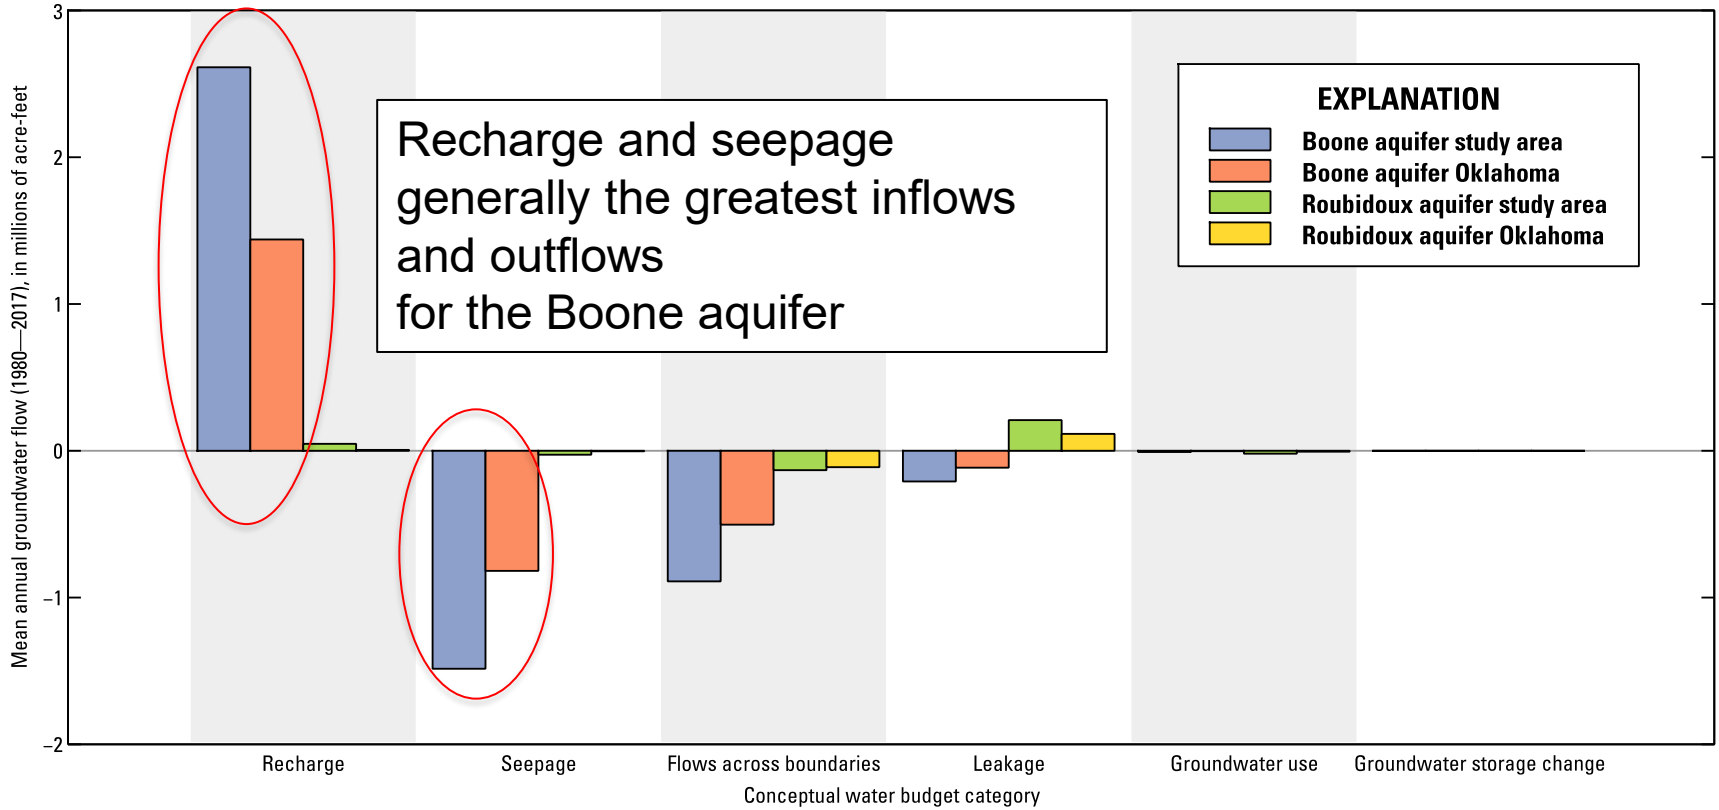 3
2
1
0
–1
–2
Mean annual groundwater flow (1980—2017), in millions of acre-feet
Recharge and seepage
generally the greatest inflows
and outflows
for the Boone aquifer
EXPLANATION
Boone aquifer study area
Boone aquifer Oklahoma
Roubidoux aquifer study area
Roubidoux aquifer Oklahoma
Recharge
Seepage
Flows across boundaries
Leakage
Groundwater use
Groundwater storage change
Conceptual water budget category